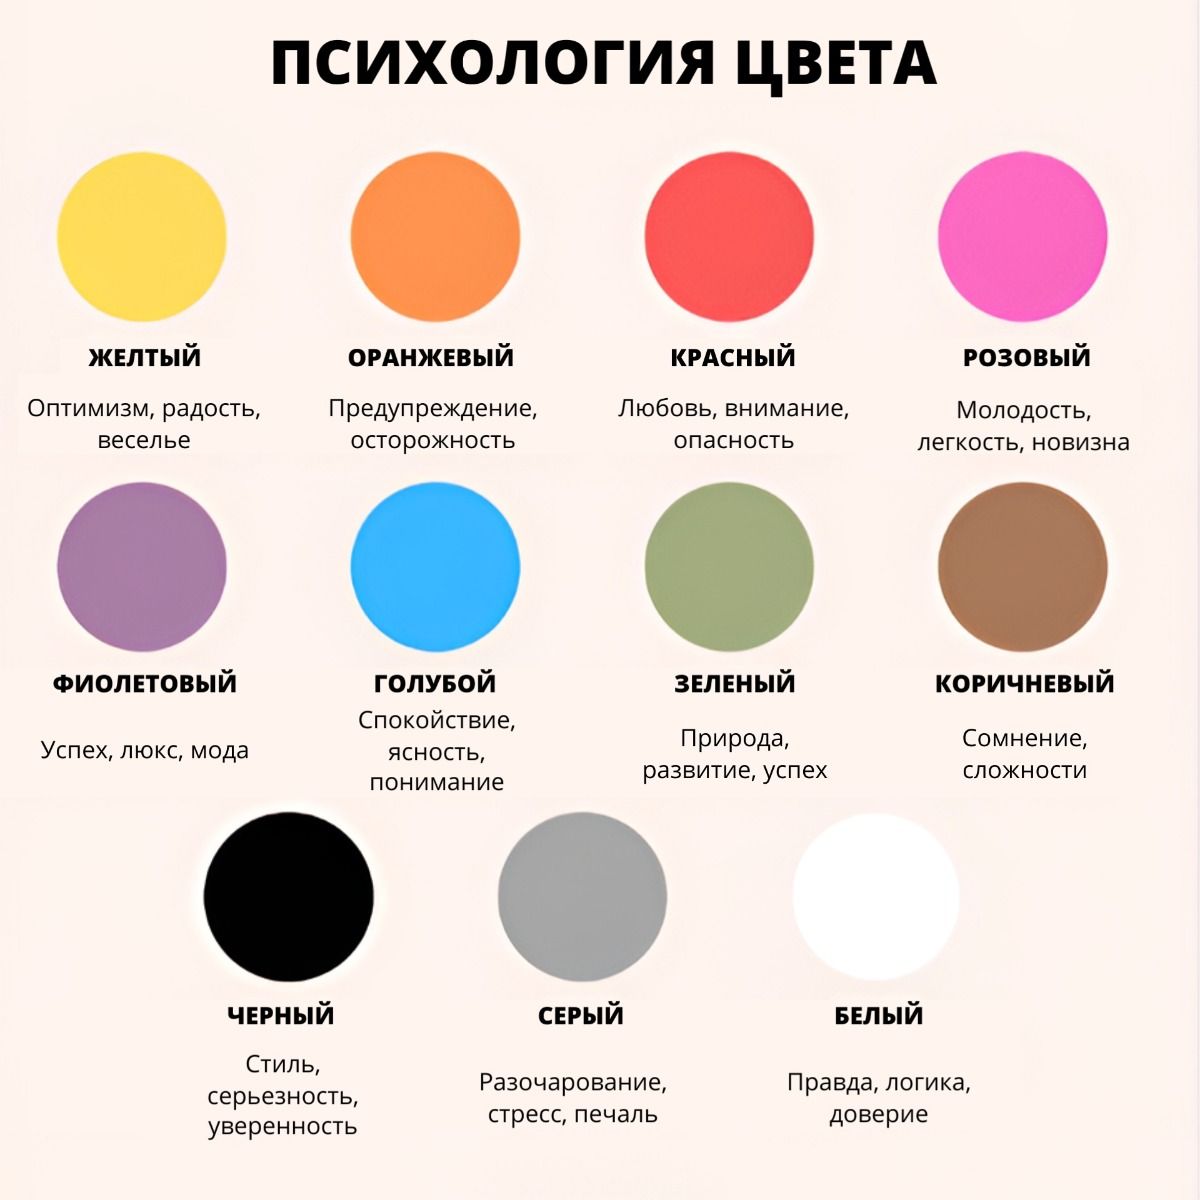 ПСИХОЛОГИЯ ЦВЕТА
ЖЕЛТЫЙ
Оптимизм, радость,
веселье
ОРАНЖЕВЫЙ
Предупреждение,
осторожность
КРАСНЫЙ
Любовь, внимание,
опасность
РОЗОВЫЙ
Молодость,
легкость, новизна
ФИОЛЕТОВЫЙ
Успех, люкс, мода
ГОЛУБОЙ
Спокойствие,
ясность,
понимание
ЗЕЛЕНЫЙ
Природа,
развитие, успех
КОРИЧНЕВЫЙ
Сомнение,
сложности
ЧЕРНЫЙ
Стиль,
серьезность,
уверенность
СЕРЫЙ
Разочарование,
стресс, печаль
БЕЛЫЙ
Правда, логика,
доверие